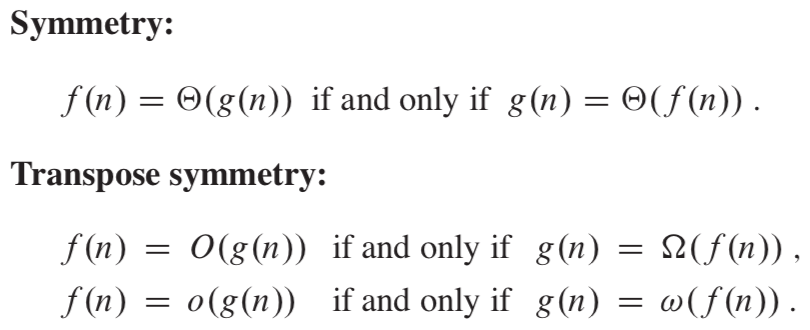 Symmetry:
f(n) = Θ(g(n)) if and only if g(n) = Θ(f(n)) .
Transpose symmetry:
f(n) = O(g(n)) if and only if g(n) = Ω(f(n)) ,
f(n) = o(g(n)) if and only if g(n) = ω(f(n)) .